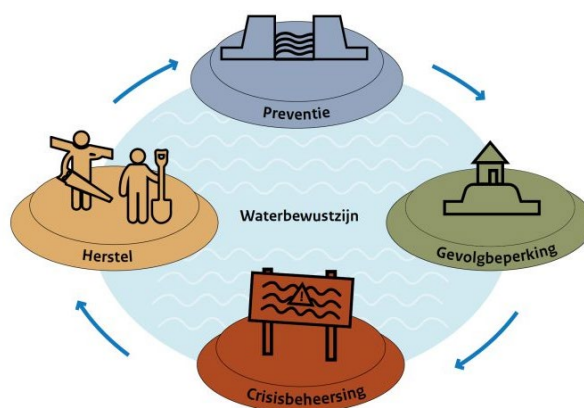 Preventie
Waterbewustzijn
Herstel
Gevolgbeperking
Crisisbeheersing